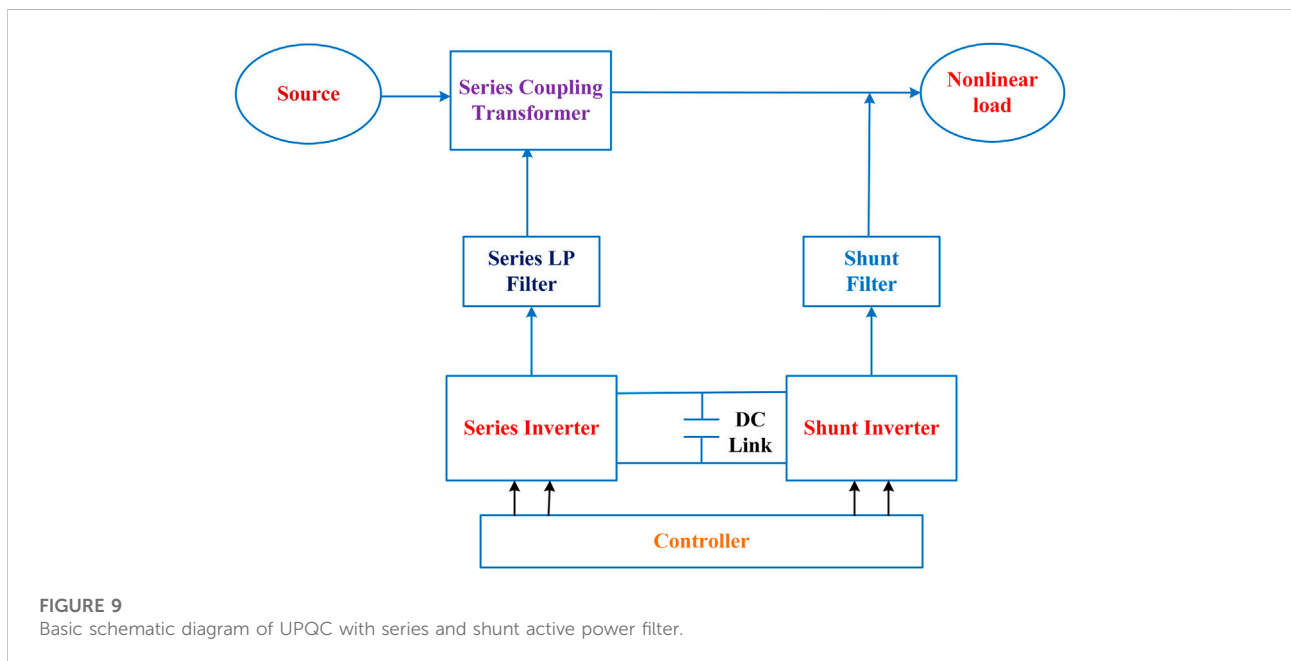 Source
Series Coupling
Transformer
Nonlinear
load
Series LP
Filter
Shunt
Filter
Series Inverter
DC
Link
Shunt Inverter
Controller
FIGURE 9
Basic schematic diagram of UPQC with series and shunt active power filter.